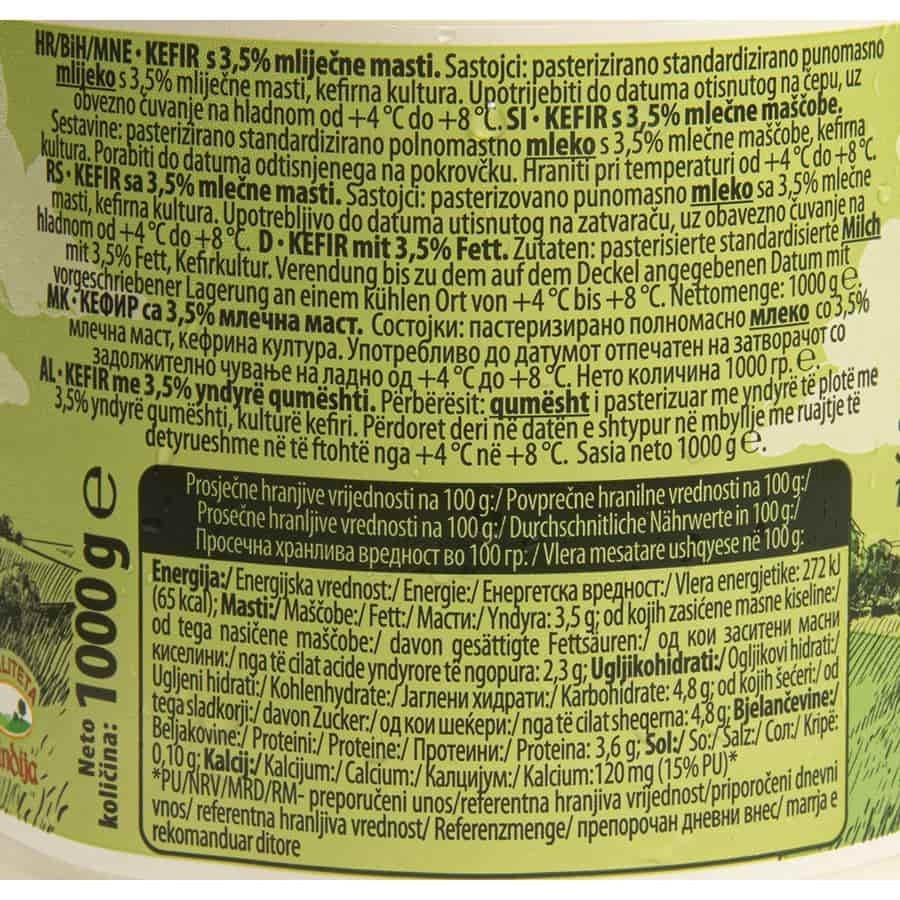 HR/BiH/MNE • KEFIR s 3,5% mliječne masti. Sastojci: pasterizirano standardizirano punomasno
mlijeko s 3,5% mliječne masti, kefirna kultura. Upotrijebiti do datuma otisnutog na čepu, uz
obvezno čuvanje na hladnom od +4 °C do +8 °C. SI • KEFIR s 3,5% mlečne maščobe.
Sestavine: pasterizirano standardizirano polnomastno mleko s 3,5% mlečne maščobe, kefirna
kultura. Porabiti do datuma odtisnjenega na pokrovčku. Hraniti pri temperaturi od +4 °C do +8 °C.
RS • KEFIR sa 3,5% mlečne masti. Sastojci: pasterizovano punomasno mleko sa 3,5% mlečne
masti, kefirna kultura. Upotrebljivo do datuma utisnutog na zatvaraču, uz obavezno čuvanje na
hladnom od +4 °C do +8 °C. D • KEFIR mit 3,5% Fett. Zutaten: pasterisierte standardisierte Milch
mit 3,5% Fett, Kefirkultur. Verendung bis zu dem auf dem Deckel angegebenen Datum mit
vorgeschriebener Lagerung an einem kühlen Ort von +4 °C bis +8 °C. Nettomenge: 1000 g e.
MK • КЕФИР са 3,5% млечна маст. Состојки: пастеризирано полномасно млеко со 3,5%
млечна маст, кефрина култура. Употребливо до датумот отпечатен на затворачот со
задолжително чување на ладно од +4 °C до +8 °C. Нето количина 1000 гр. e.
AL • KEFIR me 3,5% yndyrë qumështi. Përbërësit: qumësht i pasterizuar me yndyrë të plotë me
3,5% yndyrë qumështi, kulturë kefiri. Përdoret deri në datën e shtypur në mbyllje me ruajtje të
detyrueshme në të ftohtë nga +4 °C në +8 °C. Sasia neto 1000 g e.
Prosječne hranjive vrijednosti na 100 g:/ Povprečne hranilne vrednosti na 100 g:/
Prosečne hranljive vrednosti na 100 g:/ Durchschnitliche Nährwerte in 100 g:/
Просечна хранлива вредност во 100 гр. / Vlera mesatare ushqyese në 100 g:
Energija:/ Energijska vrednost:/ Energie:/ Енергетска вредност:/ Vlera energjetike: 272 kJ
(65 kcal); Masti:/ Maščobe:/ Fett:/ Масти:/ Yndyra: 3,5 g; od kojih zasićene masne kiseline:/
od tega nasičene maščobe:/ davon gesättigte Fettsäuren:/ од кои заситени масни
киселини:/ nga të cilat acide yndyrore të ngopura: 2,3 g; Ugljikohidrati:/ Ogljikovi hidrati:/
Ugljeni hidrati:/ Kohlenhydrate:/ Јаглени хидрати:/ Karbohidrate: 4,8 g; od kojih šećeri:/ od
tega sladkorji:/ davon Zucker:/ од кои шеќери:/ nga të cilat sheqerna: 4,8 g; Bjelančevine:/
Beljakovine:/ Proteini:/ Proteine:/ Протеини:/ Proteina: 3,6 g; Sol:/ So:/ Salz:/ Сол:/ Kripë:
0,10 g; Kalcij:/ Kalcijum:/ Calcium:/ Калцијум:/ Kalcium: 120 mg (15% PU)*
*PU/NRV/MRD/RM- preporučeni unos/referentna hranjiva vrijednost/priporočeni dnevni
vnos/ referentna hranljiva vrednost/ Referenzmenge/ препорочан дневни внес/ marrja e
rekomanduar ditore
Neto
količina: 1000 g e
ALITETA